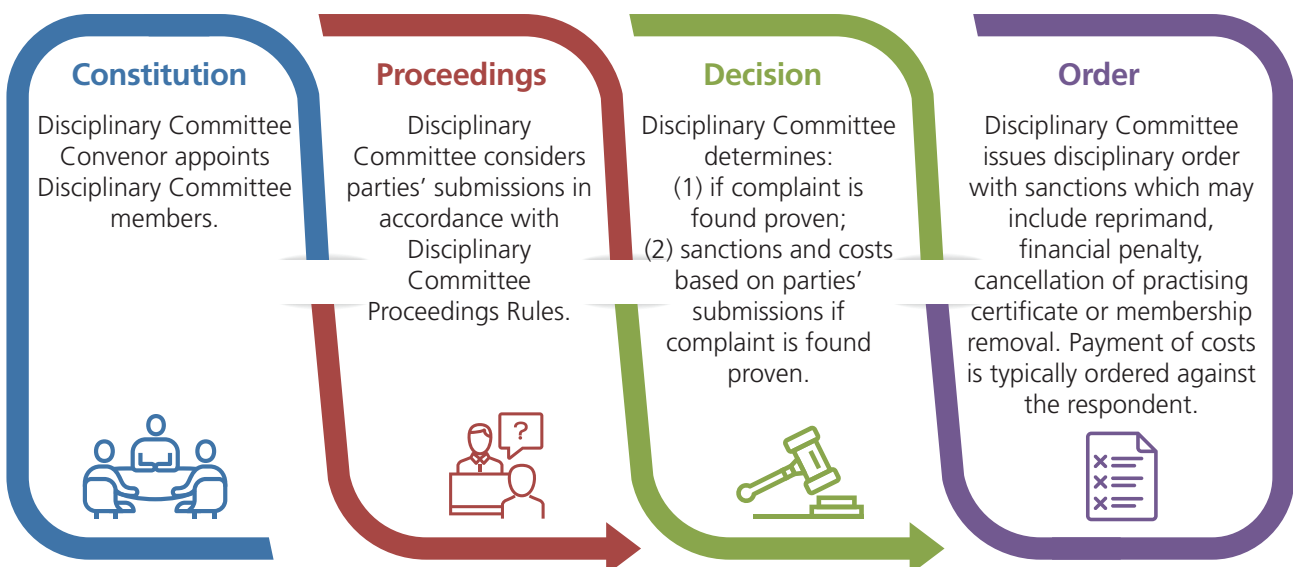 Constitution
Disciplinary Committee
Convenor appoints
Disciplinary Committee
members.
Proceedings
Disciplinary
Committee considers
parties’ submissions in
accordance with
Disciplinary
Committee
Proceedings Rules.
?
Decision
Disciplinary Committee
determines:
(1) if complaint is
found proven;
(2) sanctions and costs
based on parties’
submissions if
complaint is found
proven.
Order
Disciplinary Committee
issues disciplinary order
with sanctions which may
include reprimand,
financial penalty,
cancellation of practising
certificate or membership
removal. Payment of costs
is typically ordered against
the respondent.